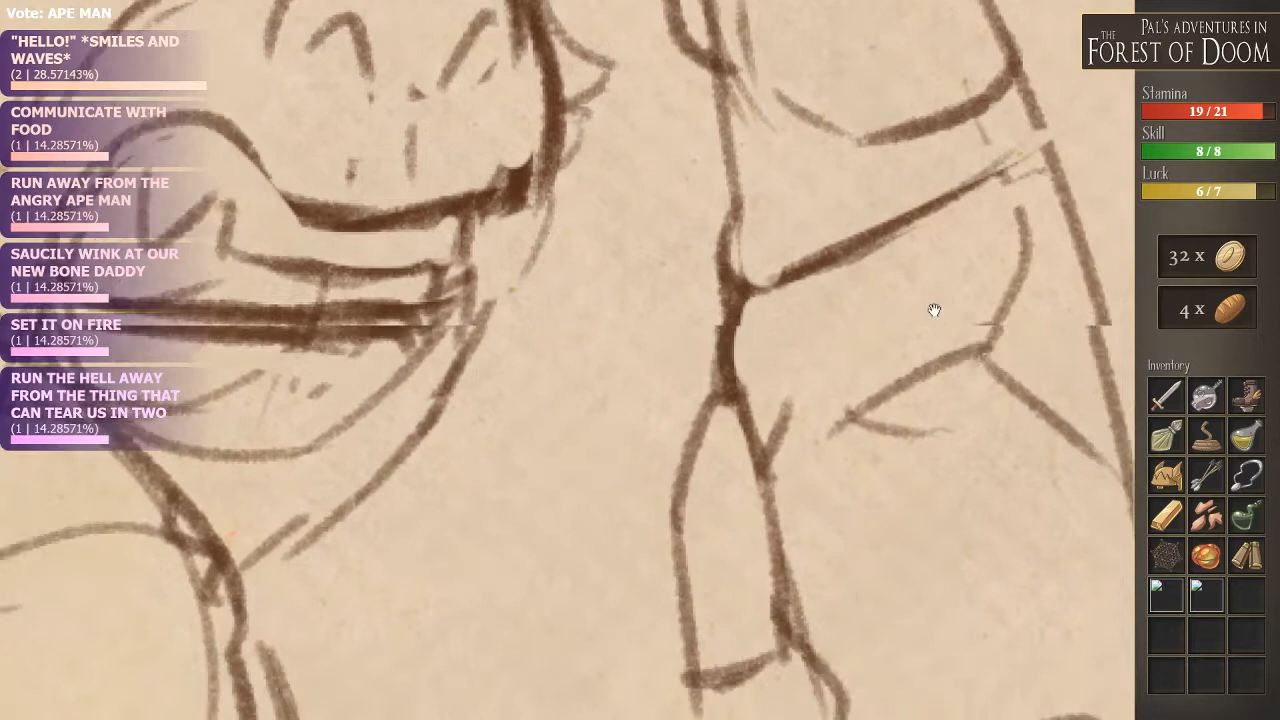 Vote: APE MAN
"HELLO!" *SMILES AND
WAVES*
(2 | 28.57143%)
COMMUNICATE WITH
FOOD
(1 | 14.28571%)
RUN AWAY FROM THE
ANGRY APE MAN
(1 | 14.28571%)
SAUCILY WINK AT OUR
NEW BONE DADDY
(1 | 14.28571%)
SET IT ON FIRE
(1 | 14.28571%)
RUN THE HELL AWAY
FROM THE THING THAT
CAN TEAR US IN TWO
(1 | 14.28571%)
PAL'S ADVENTURES IN
THE FOREST OF DOOM
Stamina
19 / 21
Skill
8 / 8
Luck
6 / 7
32 x
4 x
Inventory